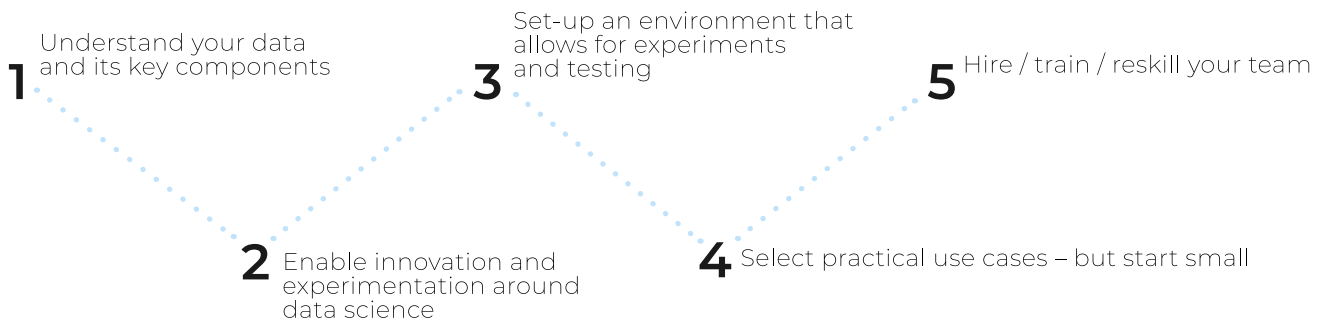 1 Understand your data
and its key components
2 Enable innovation and
experimentation around
data science
3 Set-up an environment that
allows for experiments
and testing
4 Select practical use cases – but start small
5 Hire / train / reskill your team